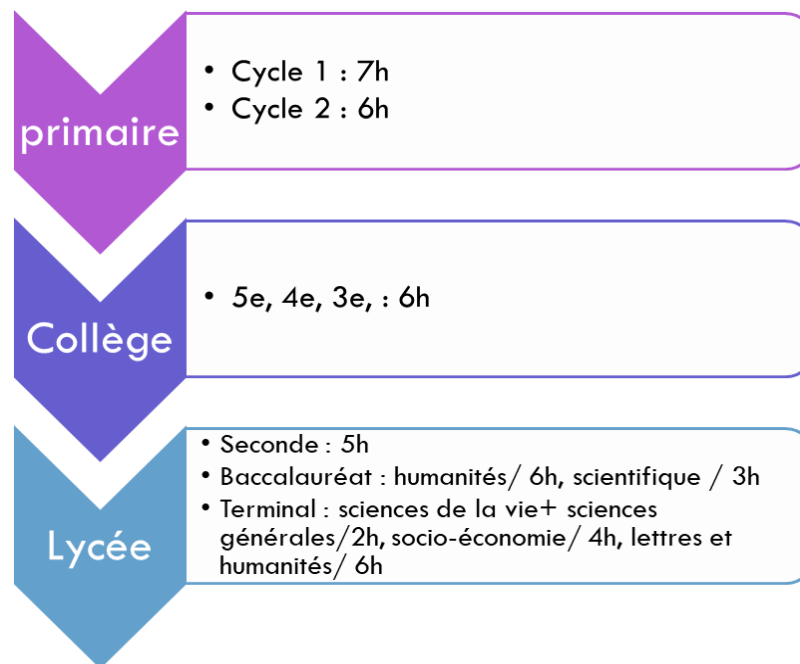 primaire
• Cycle 1 : 7h
• Cycle 2 : 6h
Collège
• 5e, 4e, 3e, : 6h
Lycée
• Seconde : 5h
• Baccalauréat : humanités/ 6h, scientifique / 3h
• Terminal : sciences de la vie+ sciences
générales/2h, socio-économie/ 4h, lettres et
humanités/ 6h